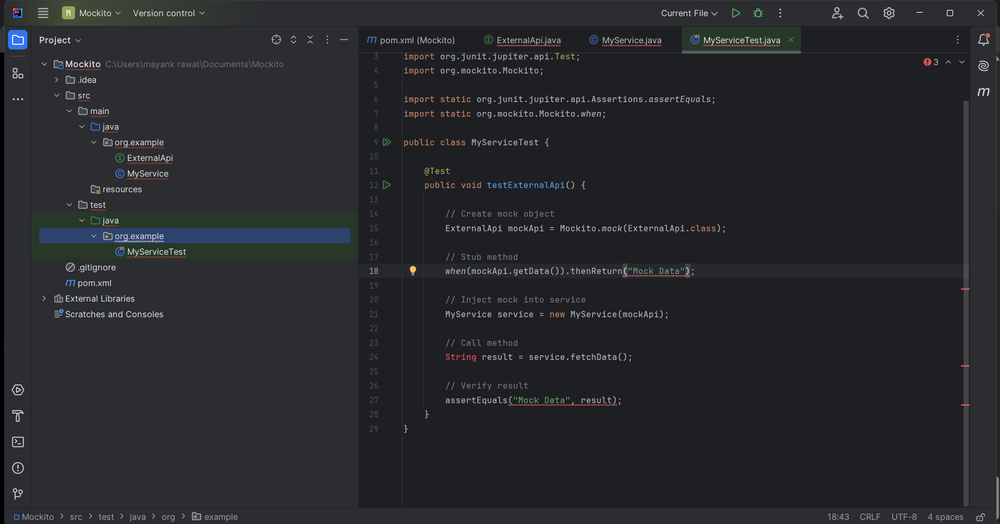 M Mockito Version control Current File
Project
pom.xml (Mockito) ExternalApi.java MyService.java MyServiceTest.java
Mockito C:\Users\mayank rawat\Documents\Mockito
.idea
src
main
java
org.example
ExternalApi
MyService
resources
test
java
org.example
MyServiceTest
.gitignore
pom.xml
External Libraries
Scratches and Consoles
3 import org.junit.jupiter.api.Test;
3
4 import org.mockito.Mockito;
5
6 import static org.junit.jupiter.api.Assertions.assertEquals;
7 import static org.mockito.Mockito.when;
8
9 public class MyServiceTest {
10
11 @Test
12 public void testExternalApi() {
13
14 // Create mock object
15 ExternalApi mockApi = Mockito.mock(ExternalApi.class);
16
17 // Stub method
18 when(mockApi.getData()).thenReturn("Mock Data");
19
20 // Inject mock into service
21 MyService service = new MyService(mockApi);
22
23 // Call method
24 String result = service.fetchData();
25
26 // Verify result
27 assertEquals("Mock Data", result);
28 }
29 }
Mockito > src > test > java > org > example
18:43 CRLF UTF-8 4 spaces